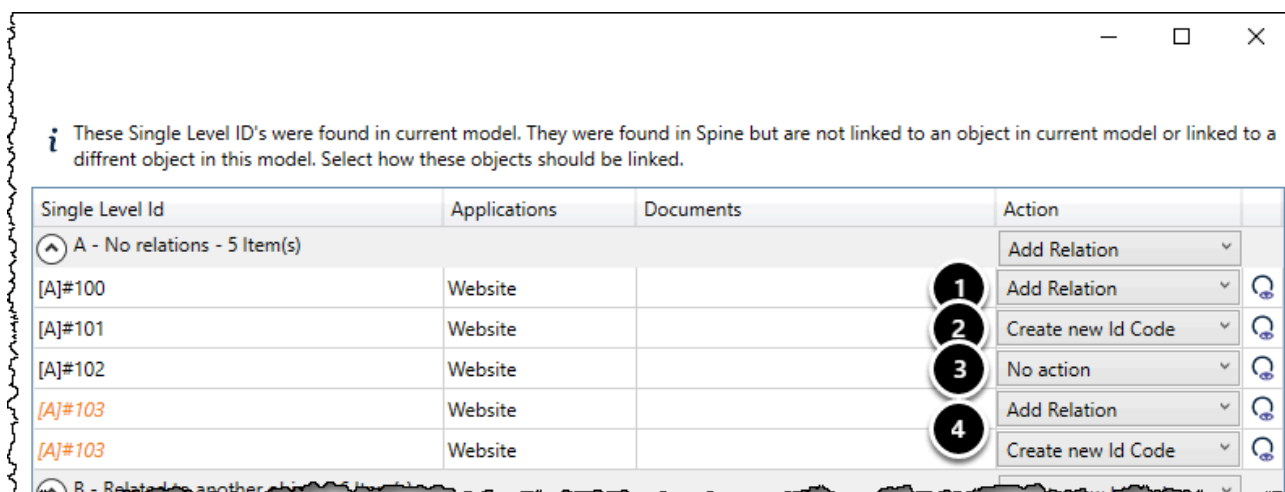 i These Single Level ID's were found in current model. They were found in Spine but are not linked to an object in current model or linked to a
diffrent object in this model. Select how these objects should be linked.
Single Level Id Applications Documents Action
A - No relations - 5 Item(s) Add Relation
[A]#100 Website 1 Add Relation
[A]#101 Website 2 Create new Id Code
[A]#102 Website 3 No action
[A]#103 Website Add Relation
4
[A]#103 Website Create new Id Code
B - Related to another